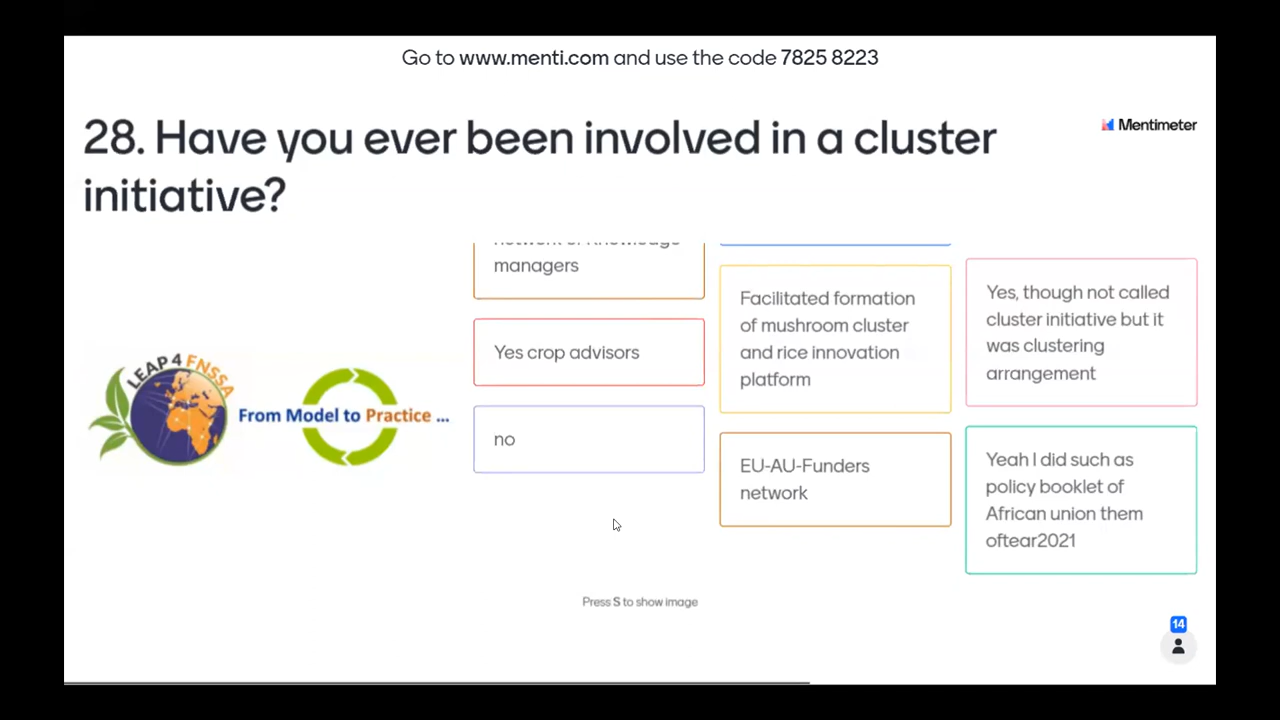 Go to www.menti.com and use the code 7825 8223
28. Have you ever been involved in a cluster
initiative?
Mentimeter
LEAP 4 FNSSA
From Model to Practice ...
managers
Yes crop advisors
no
Facilitated formation
of mushroom cluster
and rice innovation
platform
EU-AU-Funders
network
Yes, though not called
cluster initiative but it
was clustering
arrangement
Yeah I did such as
policy booklet of
African union them
oftear2021
Press S to show image
14